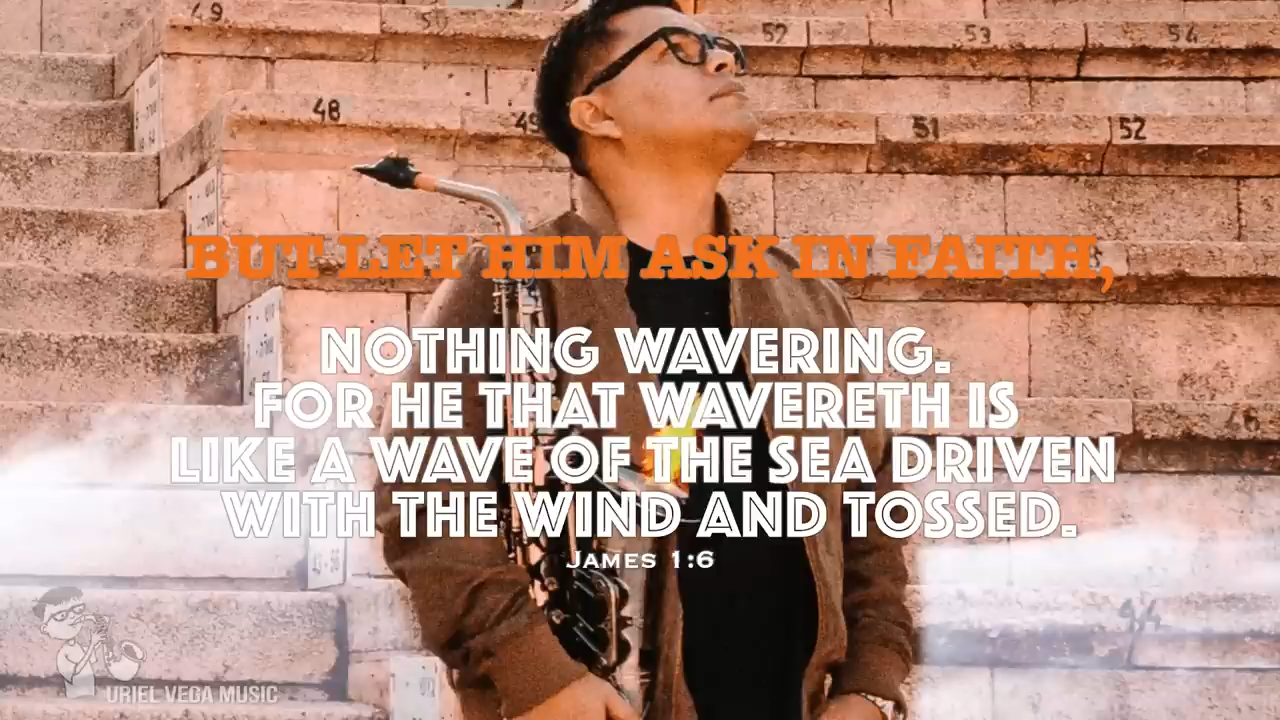 49
52
53
54
48
49
51
52
BUT LET HIM ASK IN FAITH,
NOTHING WAVERING.
FOR HE THAT WAVERETH IS
LIKE A WAVE OF THE SEA DRIVEN
WITH THE WIND AND TOSSED.
JAMES 1:6
URIEL VEGA MUSIC